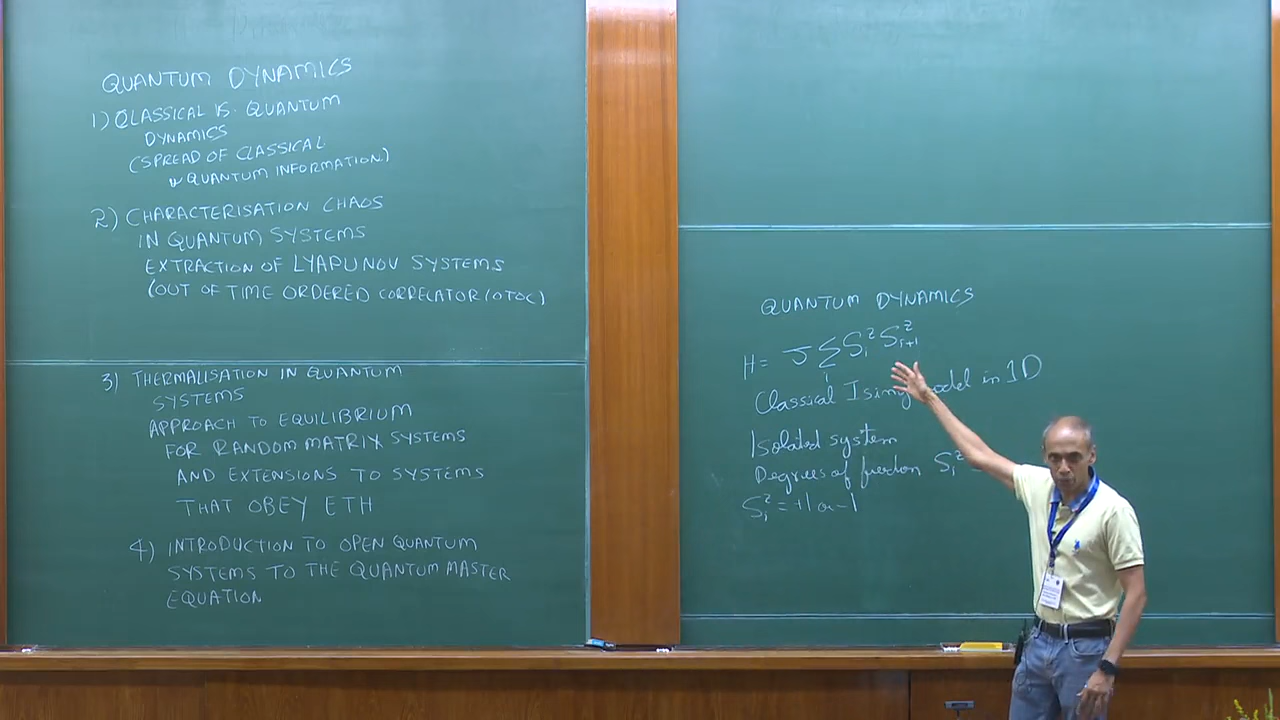 QUANTUM DYNAMICS
1) CLASSICAL VS. QUANTUM
DYNAMICS
(SPREAD OF CLASSICAL
QUANTUM INFORMATION)
2) CHARACTERISATION CHAOS
IN QUANTUM SYSTEMS
EXTRACTION OF LYAPUNOV SYSTEMS
(OUT OF TIME ORDERED CORRELATOR/OTOC)
3) THERMALISATION IN QUANTUM
SYSTEMS
APPROACH TO EQUILIBRIUM
FOR RANDOM MATRIX SYSTEMS
AND EXTENSIONS TO SYSTEMS
THAT OBEY ETH
4) INTRODUCTION TO OPEN QUANTUM
SYSTEMS TO THE QUANTUM MASTER
EQUATION
QUANTUM DYNAMICS
H = J Σ_i S_i^z S_{i+1}^z
Classical Ising model in 1D
Isolated system
Degrees of freedom S_i^z
S_i^z = +1 or -1